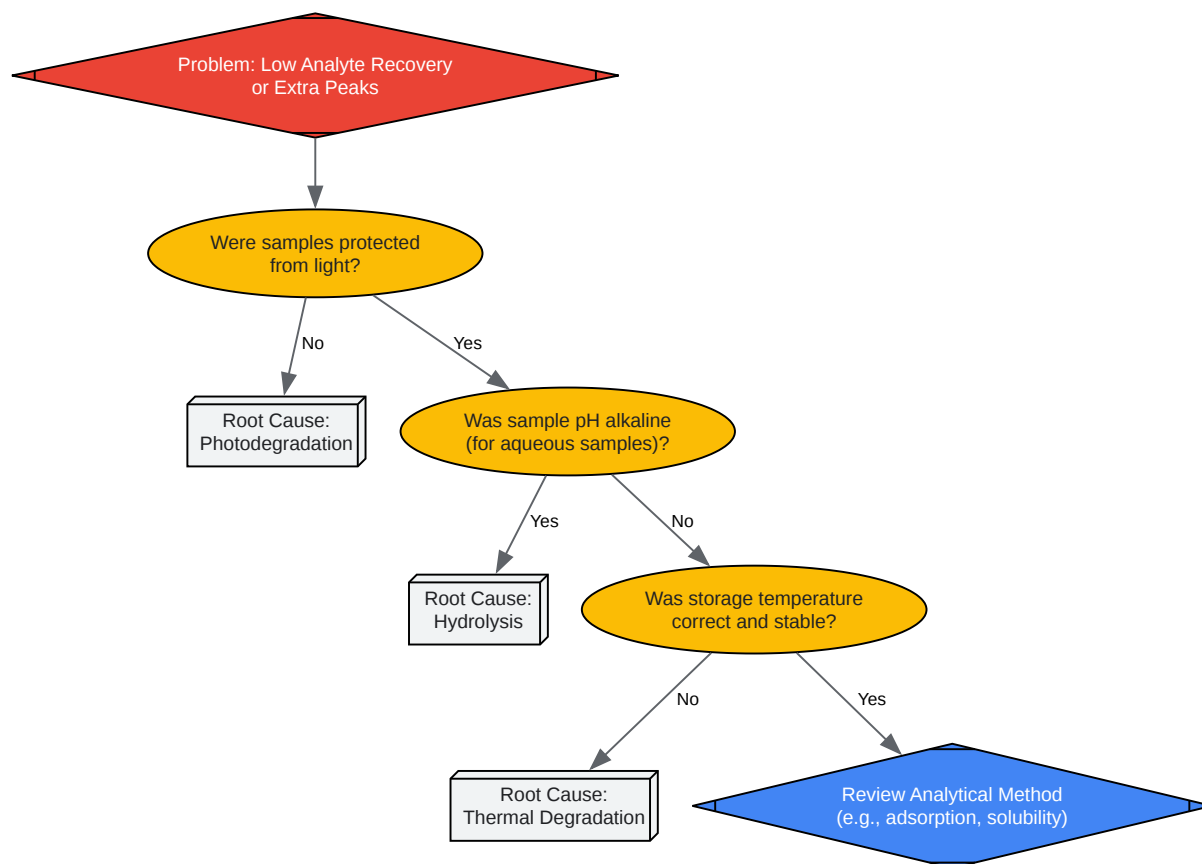 Problem: Low Analyte Recovery
or Extra Peaks
Were samples protected
from light?
No
Yes
Root Cause:
Photodegradation
Was sample pH alkaline
(for aqueous samples)?
Yes
No
Root Cause:
Hydrolysis
Was storage temperature
correct and stable?
No
Yes
Root Cause:
Thermal Degradation
Review Analytical Method
(e.g., adsorption, solubility)